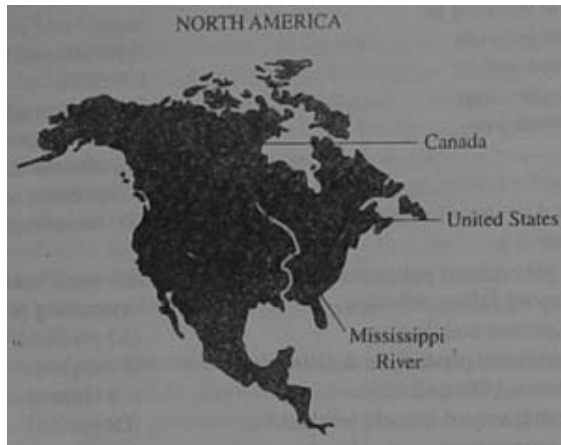 NORTH AMERICA
Canada
United States
Mississippi
River